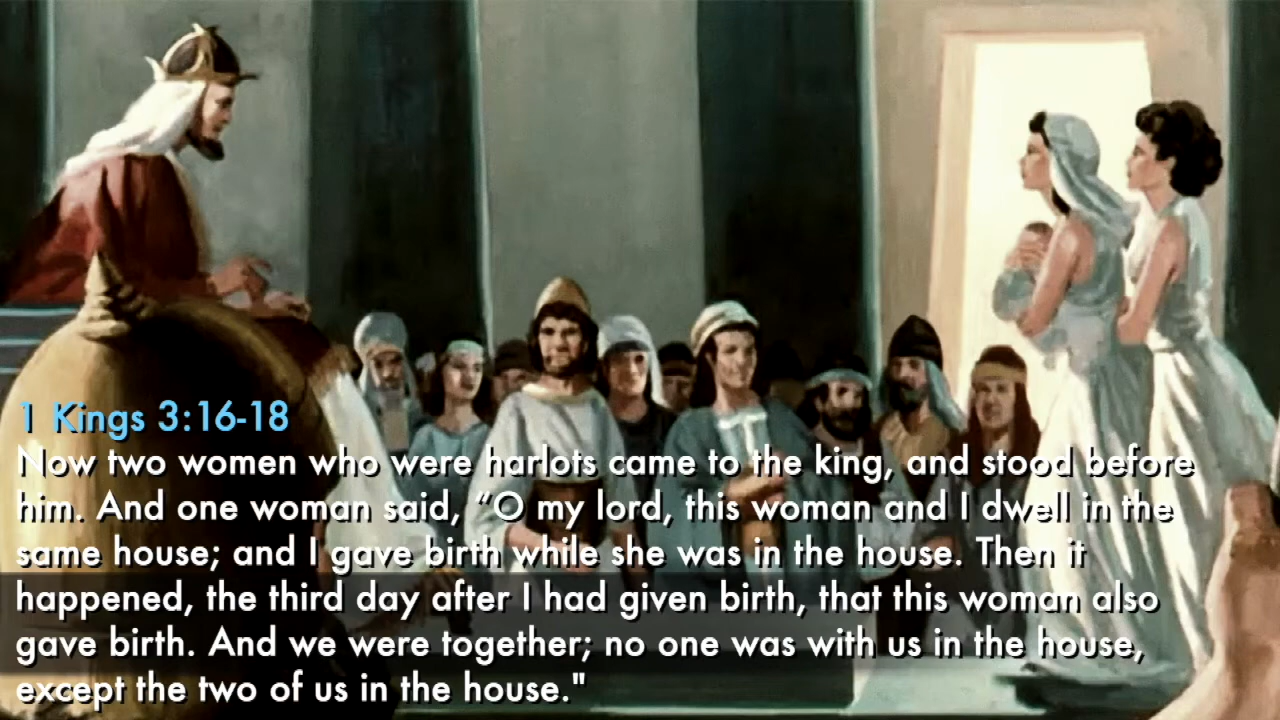 1 Kings 3:16-18
Now two women who were harlots came to the king, and stood before
him. And one woman said, “O my lord, this woman and I dwell in the
same house; and I gave birth while she was in the house. Then it
happened, the third day after I had given birth, that this woman also
gave birth. And we were together; no one was with us in the house,
except the two of us in the house."